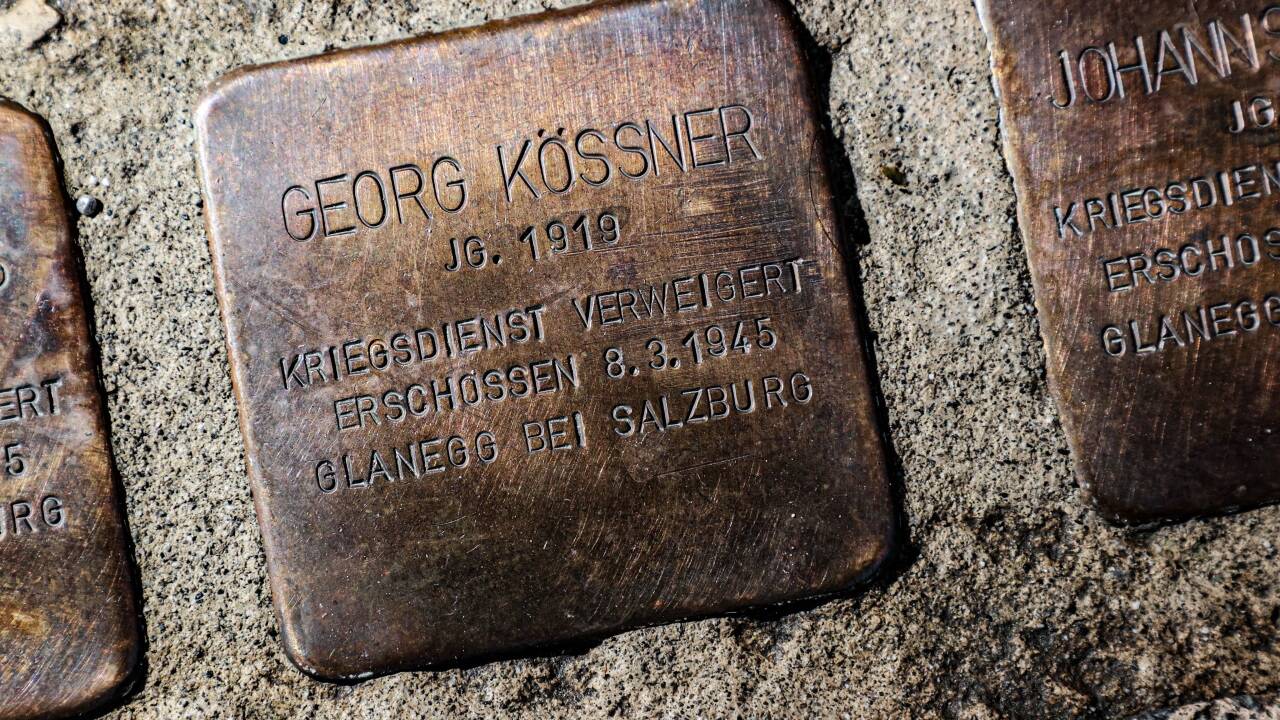 GEORG KÖSSNER
JG. 1919
KRIEGSDIENST VERWEIGERT
ERSCHOSSEN 8.3.1945
GLANEGG BEI SALZBURG
ERT
5
URG
JOHANN
JG
KRIEGSDIEN
ERSCHOS
GLANEGG